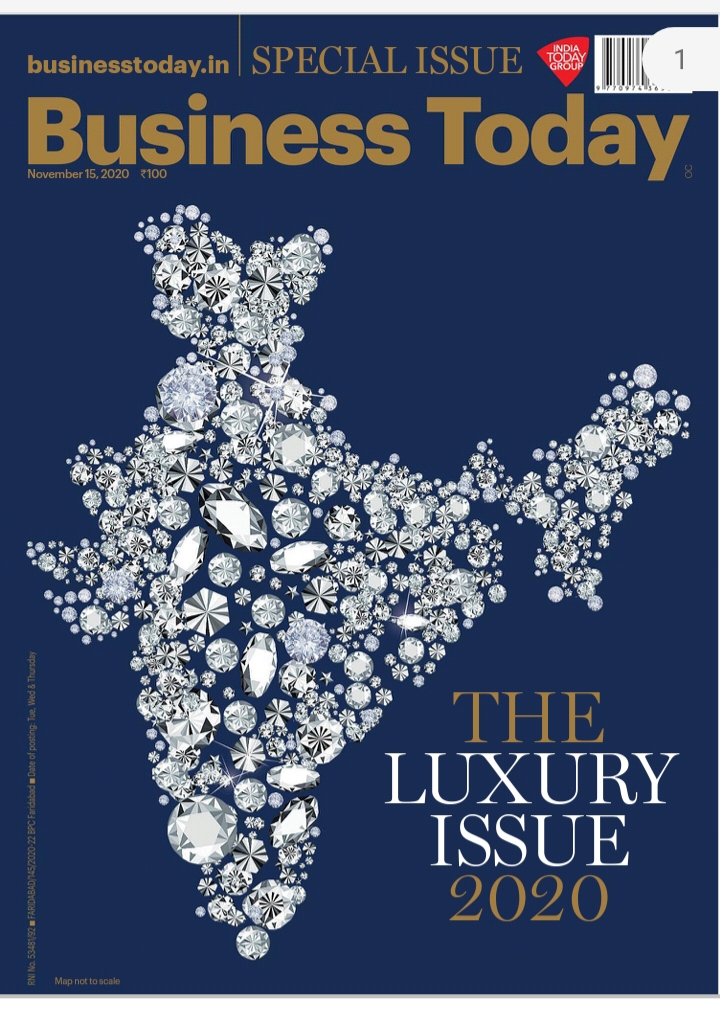 businesstoday.in
SPECIAL ISSUE
INDIA
TODAY
GROUP
1
Business Today
November 15, 2020 ₹100
THE
LUXURY
ISSUE
2020
RNI No. 53481/92 ■ FARIDABAD/145/2020-22 BPC Faridabad ■ Date of posting: Tue, Wed & Thursday
Map not to scale